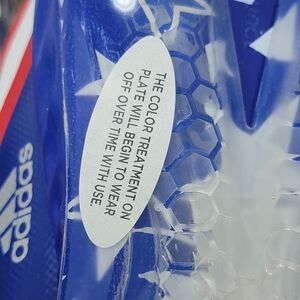 THE COLOR TREATMENT ON
PLATE WILL BEGIN TO WEAR
OFF OVER TIME WITH USE.
adidas